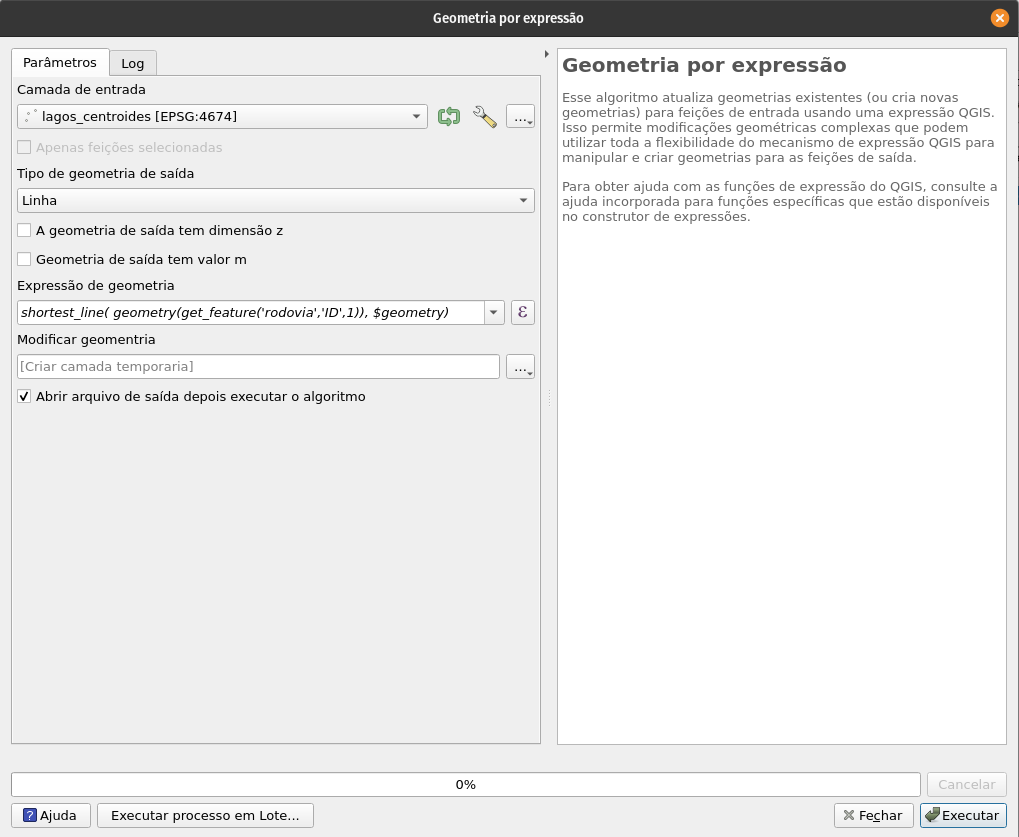 Geometria por expressão
Parâmetros
Log
Camada de entrada
lagos_centroides [EPSG:4674]
...
Apenas feições selecionadas
Tipo de geometria de saída
Linha
A geometria de saída tem dimensão z
Geometria de saída tem valor m
Expressão de geometria
shortest_line( geometry(get_feature('rodovia','ID',1)), $geometry)
ε
Modificar geomentria
[Criar camada temporaria]
...
Abrir arquivo de saída depois executar o algoritmo
Geometria por expressão
Esse algoritmo atualiza geometrias existentes (ou cria novas
geometrias) para feições de entrada usando uma expressão QGIS.
Isso permite modificações geométricas complexas que podem
utilizar toda a flexibilidade do mecanismo de expressão QGIS para
manipular e criar geometrias para as feições de saída.
Para obter ajuda com as funções de expressão do QGIS, consulte a
ajuda incorporada para funções específicas que estão disponíveis
no construtor de expressões.
0%
Cancelar
? Ajuda
Executar processo em Lote...
Fechar
Executar